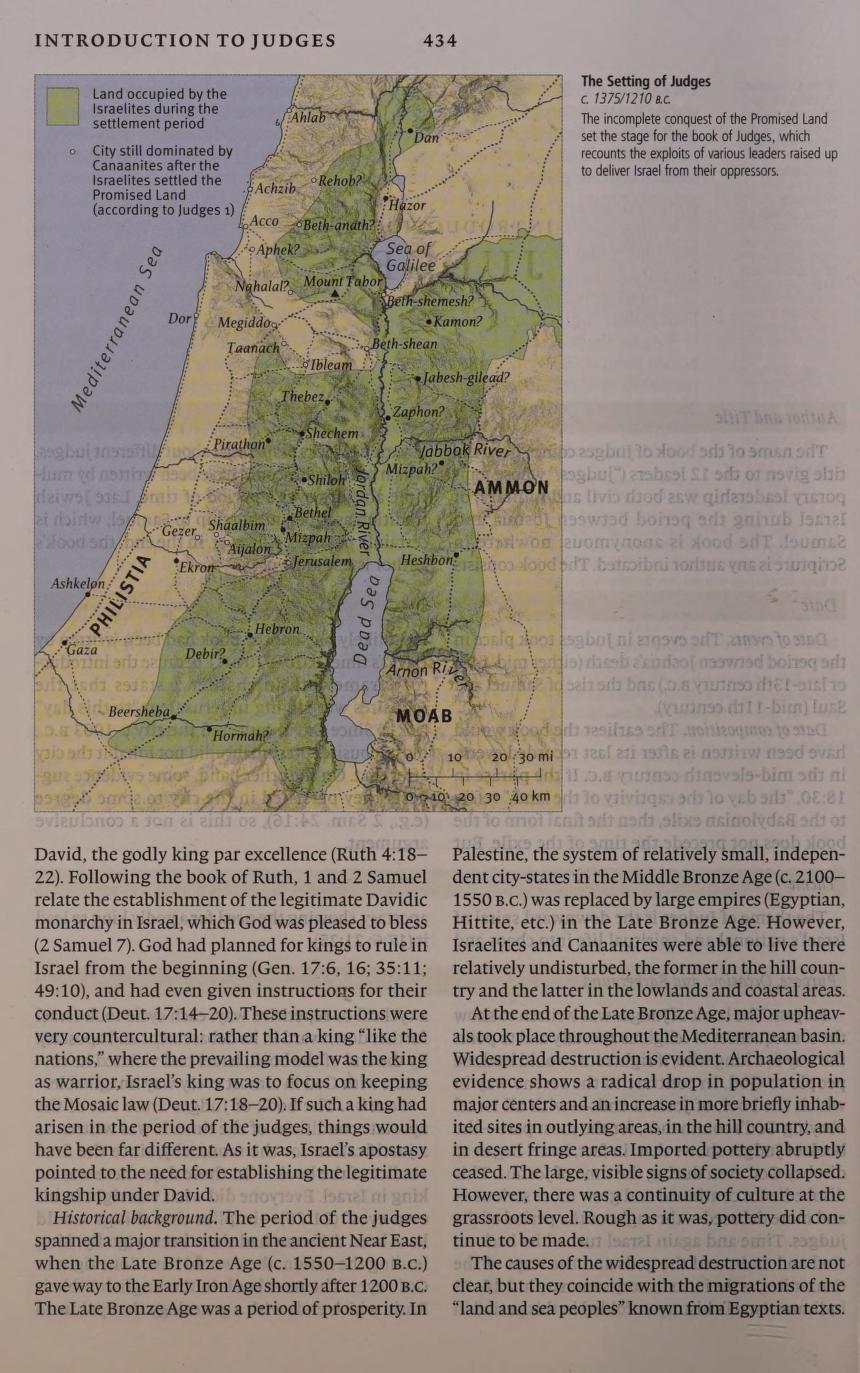 INTRODUCTION TO JUDGES 434
Land occupied by the
Israelites during the
settlement period
City still dominated by
Canaanites after the
Israelites settled the
Promised Land
(according to Judges 1)
The Setting of Judges
c. 1375/1210 B.C.
The incomplete conquest of the Promised Land
set the stage for the book of Judges, which
recounts the exploits of various leaders raised up
to deliver Israel from their oppressors.
Mediterranean Sea
Ahlab
Dan
Rehob?
Achzib
Hazor
Acco
Beth-anath?
Aphek?
Sea of
Galilee
Nahalal?
Mount Tabor
Beth-shemesh?
Dor
Megiddo
Kamon?
Taanach
Beth-shean
Ibleam
Jabesh-gilead?
Thebez
Zaphon?
Shechem
Pirathon
Jabbok River
Mizpah?
Shiloh
Jordan River
AMMON
Bethel
Gezer
Shaalbim
Mizpah
Aijalon
Jerusalem
Heshbon
Ekron
Ashkelon
PHILISTIA
Dead Sea
Hebron
Gaza
Debir?
Arnon River
Beersheba
MOAB
Hormah?
0 10 20 30 mi
0 10 20 30 40 km
David, the godly king par excellence (Ruth 4:18–
22). Following the book of Ruth, 1 and 2 Samuel
relate the establishment of the legitimate Davidic
monarchy in Israel, which God was pleased to bless
(2 Samuel 7). God had planned for kings to rule in
Israel from the beginning (Gen. 17:6, 16; 35:11;
49:10), and had even given instructions for their
conduct (Deut. 17:14–20). These instructions were
very countercultural: rather than a king “like the
nations,” where the prevailing model was the king
as warrior, Israel’s king was to focus on keeping
the Mosaic law (Deut. 17:18–20). If such a king had
arisen in the period of the judges, things would
have been far different. As it was, Israel’s apostasy
pointed to the need for establishing the legitimate
kingship under David.
Historical background. The period of the judges
spanned a major transition in the ancient Near East,
when the Late Bronze Age (c. 1550–1200 B.C.)
gave way to the Early Iron Age shortly after 1200 B.C.
The Late Bronze Age was a period of prosperity. In
Palestine, the system of relatively small, indepen-
dent city-states in the Middle Bronze Age (c. 2100–
1550 B.C.) was replaced by large empires (Egyptian,
Hittite, etc.) in the Late Bronze Age. However,
Israelites and Canaanites were able to live there
relatively undisturbed, the former in the hill coun-
try and the latter in the lowlands and coastal areas.
At the end of the Late Bronze Age, major upheav-
als took place throughout the Mediterranean basin.
Widespread destruction is evident. Archaeological
evidence shows a radical drop in population in
major centers and an increase in more briefly inhab-
ited sites in outlying areas, in the hill country, and
in desert fringe areas. Imported pottery abruptly
ceased. The large, visible signs of society collapsed.
However, there was a continuity of culture at the
grassroots level. Rough as it was, pottery did con-
tinue to be made.
The causes of the widespread destruction are not
clear, but they coincide with the migrations of the
“land and sea peoples” known from Egyptian texts.